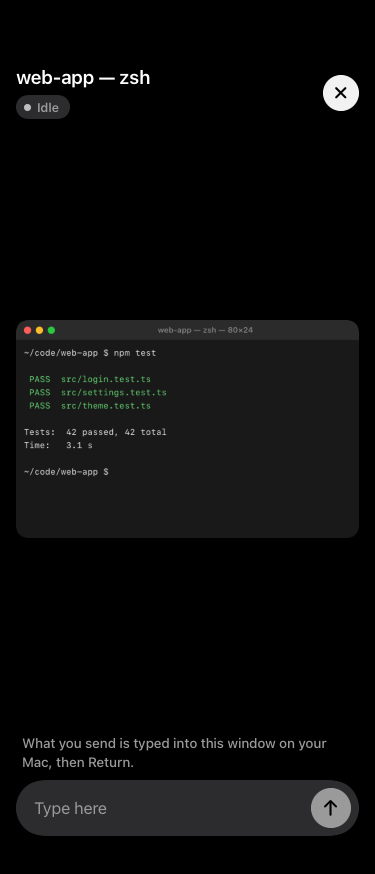 web-app — zsh
Idle
web-app — zsh — 80×24
~/code/web-app $ npm test
PASS  src/login.test.ts
PASS  src/settings.test.ts
PASS  src/theme.test.ts
Tests:  42 passed, 42 total
Time:   3.1 s
~/code/web-app $
What you send is typed into this window on your
Mac, then Return.
Type here